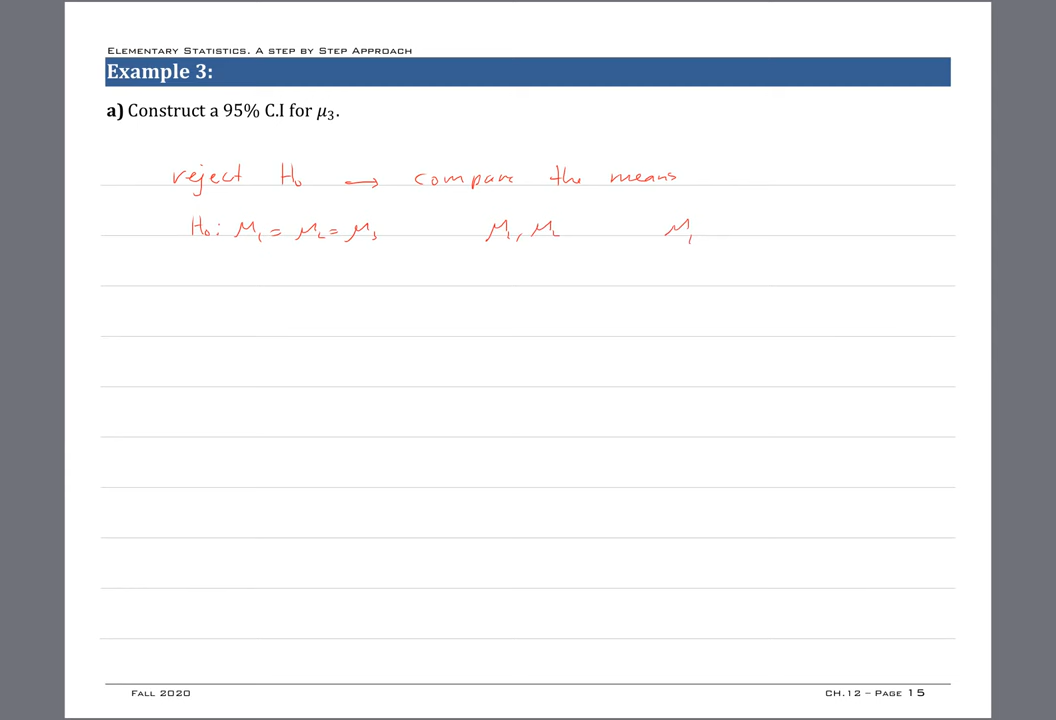 ELEMENTARY STATISTICS. A STEP BY STEP APPROACH
Example 3:
a) Construct a 95% C.I for μ₃.
reject H₀ → compare the means
H₀: μ₁ = μ₂ = μ₃ μ₁, μ₂ μ₁
FALL 2020 CH.12 – PAGE 15